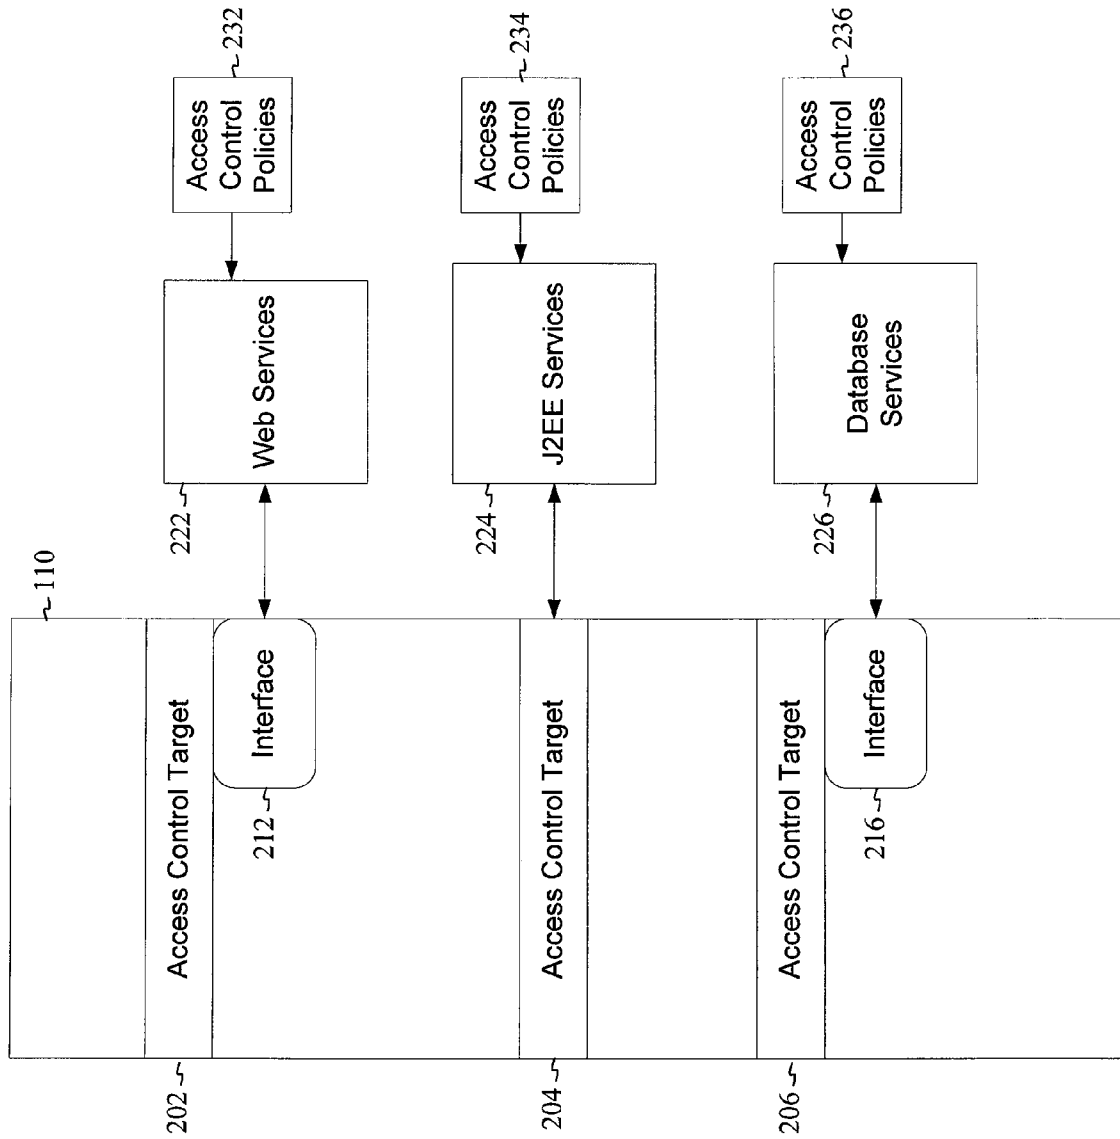 110
202
Access Control Target
212
Interface
222
Web Services
Access
Control
Policies
232
204
Access Control Target
224
J2EE Services
Access
Control
Policies
234
206
Access Control Target
216
Interface
226
Database
Services
Access
Control
Policies
236